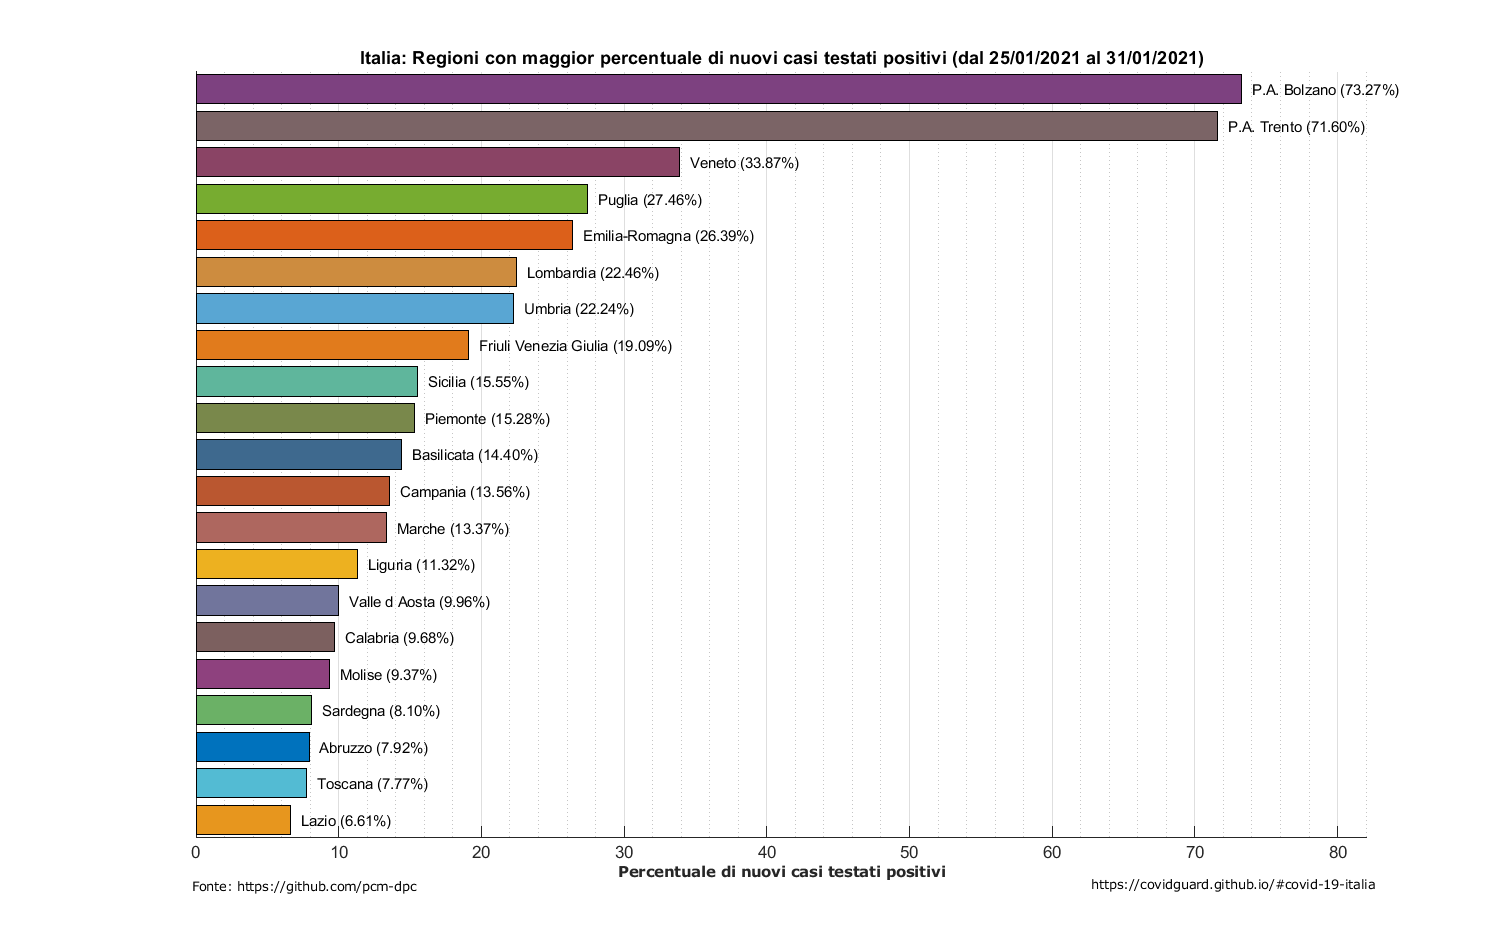 Italia: Regioni con maggior percentuale di nuovi casi testati positivi (dal 25/01/2021 al 31/01/2021)
P.A. Bolzano (73.27%)
P.A. Trento (71.60%)
Veneto (33.87%)
Puglia (27.46%)
Emilia-Romagna (26.39%)
Lombardia (22.46%)
Umbria (22.24%)
Friuli Venezia Giulia (19.09%)
Sicilia (15.55%)
Piemonte (15.28%)
Basilicata (14.40%)
Campania (13.56%)
Marche (13.37%)
Liguria (11.32%)
Valle d Aosta (9.96%)
Calabria (9.68%)
Molise (9.37%)
Sardegna (8.10%)
Abruzzo (7.92%)
Toscana (7.77%)
Lazio (6.61%)
0 10 20 30 40 50 60 70 80
Percentuale di nuovi casi testati positivi
Fonte: https://github.com/pcm-dpc
https://covidguard.github.io/#covid-19-italia